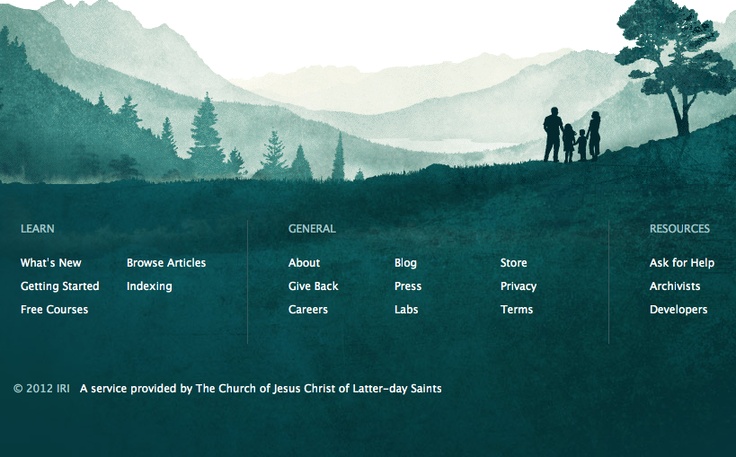 LEARN
What's New
Getting Started
Free Courses
Browse Articles
Indexing
GENERAL
About
Give Back
Careers
Blog
Press
Labs
Store
Privacy
Terms
RESOURCES
Ask for Help
Archivists
Developers
© 2012 IRI A service provided by The Church of Jesus Christ of Latter-day Saints